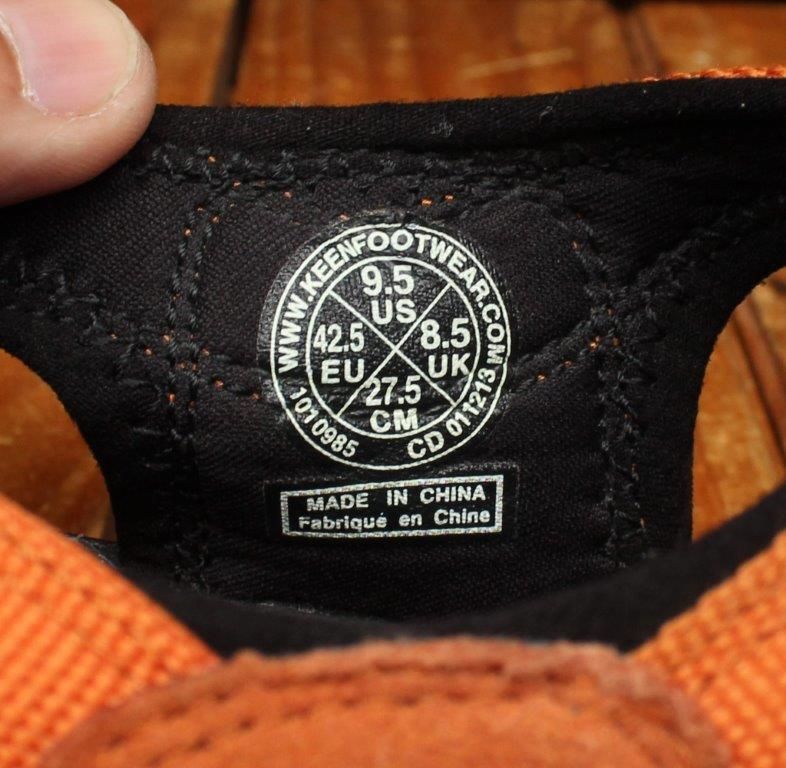 WWW.KEENFOOTWEAR.COM
9.5
US
42.5
EU
8.5
UK
27.5
CM
1010985
CD 011213
MADE IN CHINA
Fabriqué en Chine